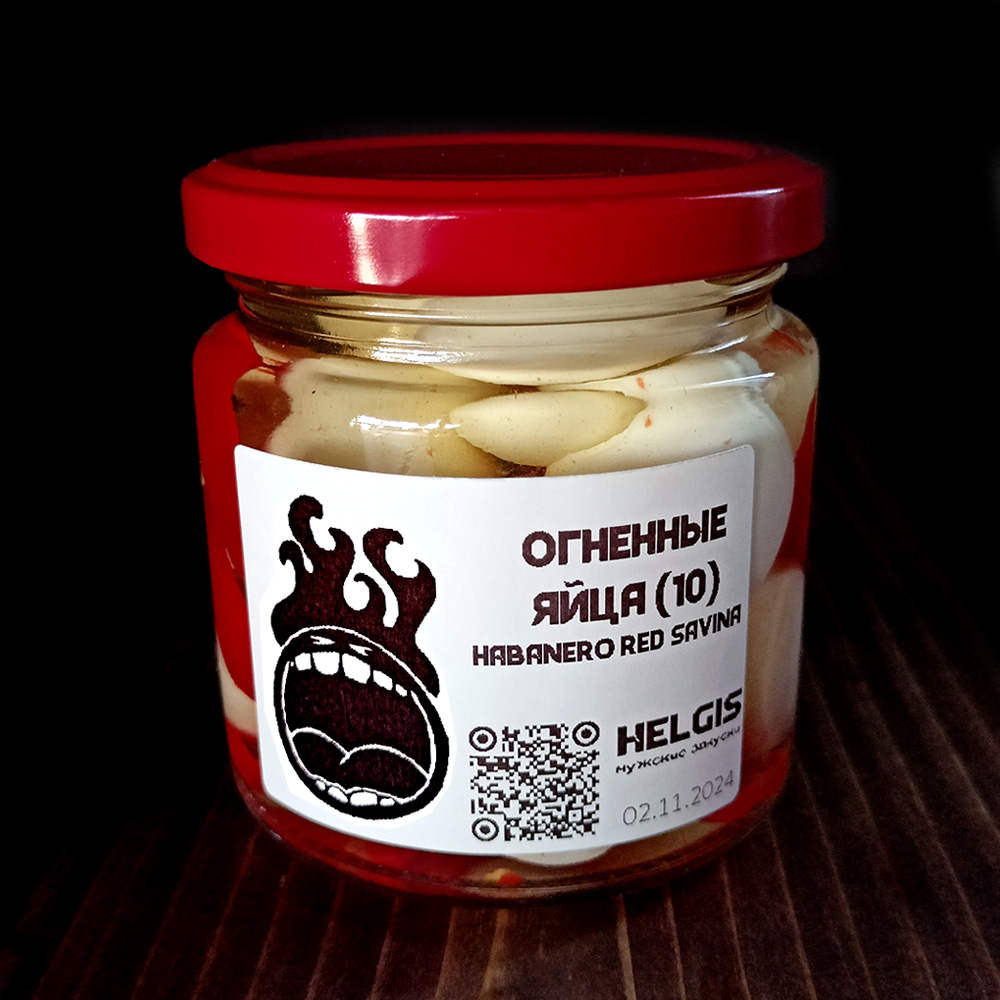 ОГНЕННЫЕ
ЯЙЦА (10)
HABANERO RED SAVINA
HELGIS
мужские закуски
02.11.2024